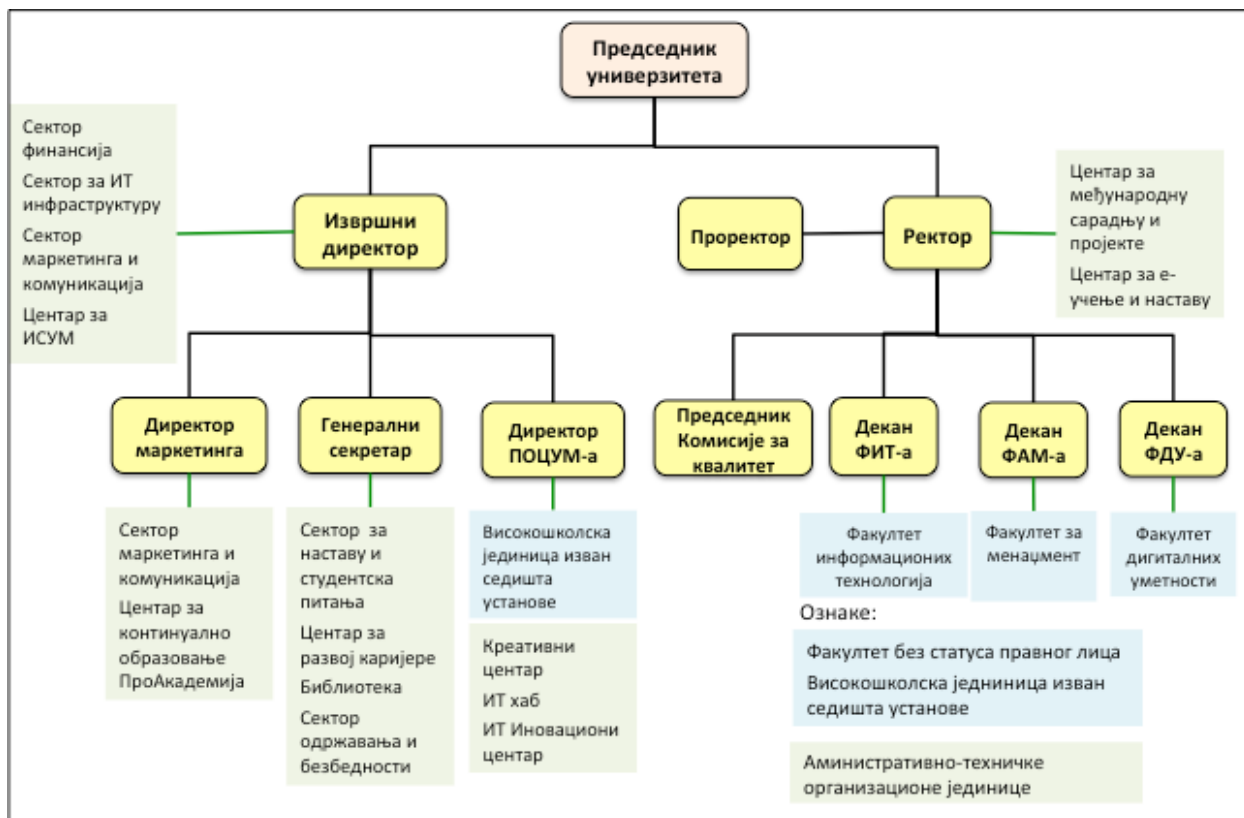 Председник
универзитета
Сектор
финансија
Сектор за ИТ
инфраструктуру
Сектор
маркетинга и
комуникација
Центар за
ИСУМ
Извршни
директор
Проректор
Ректор
Центар за
међународну
сарадњу и
пројекте
Центар за е-
учење и наставу
Директор
маркетинга
Генерални
секретар
Директор
ПОЦУМ-а
Председник
Комисије за
квалитет
Декан
ФИТ-а
Декан
ФАМ-а
Декан
ФДУ-а
Сектор
маркетинга и
комуникација
Центар за
континуално
образовање
ПроАкадемија
Сектор за
наставу и
студентска
питања
Центар за
развој каријере
Библиотека
Сектор
одржавања и
безбедности
Високошколска
јединица изван
седишта
установе
Креативни
центар
ИТ хаб
ИТ Иновациони
центар
Факултет
информационих
технологија
Факултет за
менаџмент
Факултет
дигиталних
уметности
Ознаке:
Факултет без статуса правног лица
Високошколска једниница изван
седишта установе
Аминистративно-техничке
организационе јединице